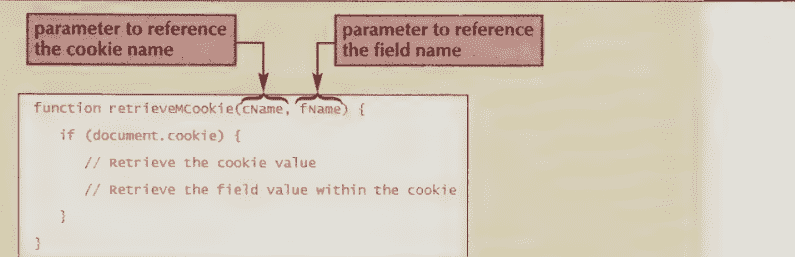 parameter to reference
the cookie name
parameter to reference
the field name
function retrieveMCookie(cName, fName) {
if (document.cookie) {
// Retrieve the cookie value
// Retrieve the field value within the cookie
}
}